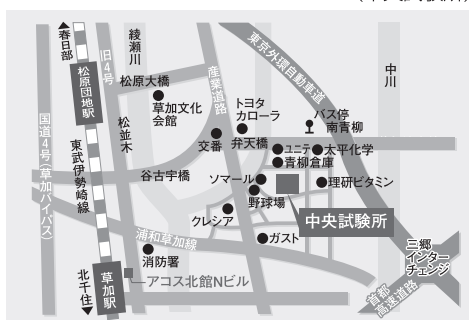 ▲春日部
綾瀬川
松原団地駅
旧4号
松原大橋
草加文化
会館
産業道路
東京外環自動車道
中川
トヨタ
カローラ
バス停
南青柳
国道4号(草加バイパス)
東武伊勢崎線
松並木
交番
弁天橋
ユニテ
太平化学
青柳倉庫
谷古宇橋
ソマール
理研ビタミン
野球場
中央試験所
クレシア
浦和草加線
ガスト
消防署
三郷
インター
チェンジ
北千住▼
草加駅
アコス北館Nビル
首都
高速道路